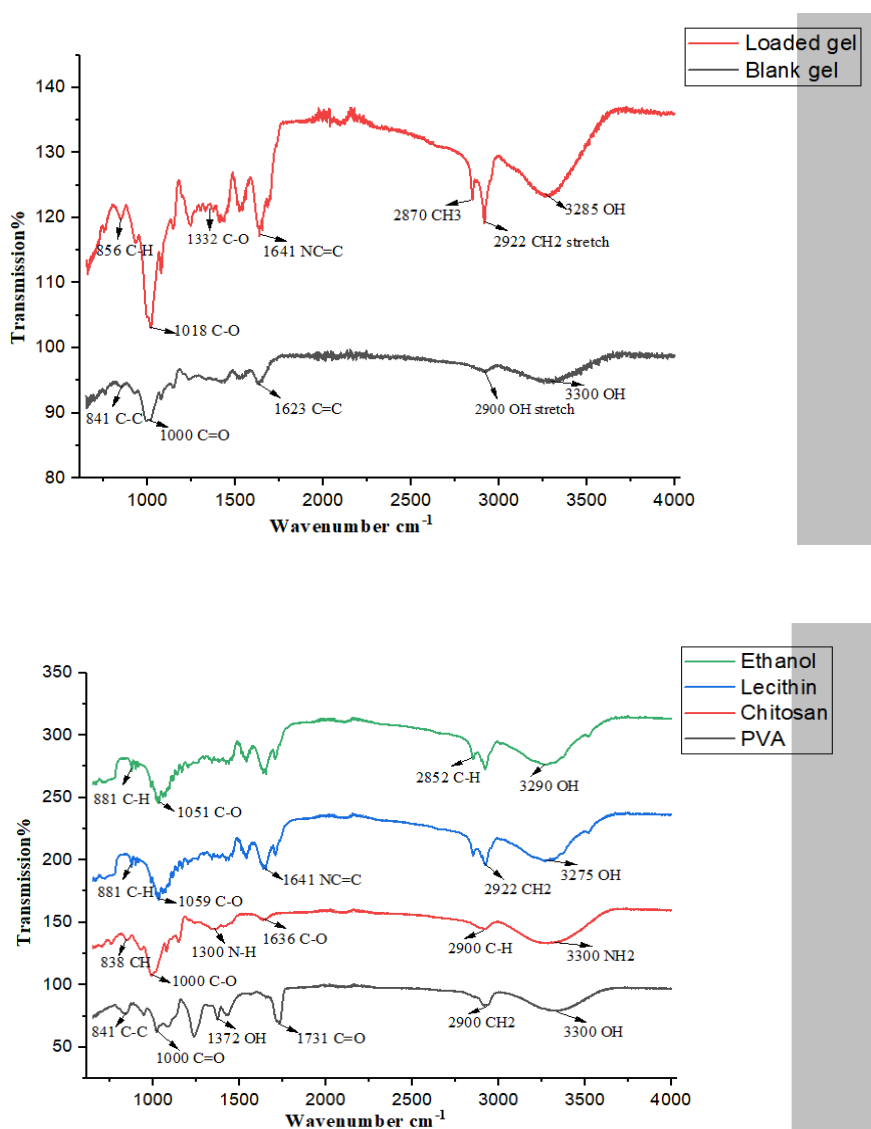 Loaded gel
Blank gel
140
130
120
110
100
90
80
Transmission%
2870 CH3
3285 OH
2922 CH2 stretch
856 C-H
1332 C-O
1641 NC=C
1018 C-O
841 C-C
1000 C=O
1623 C=C
2900 OH stretch
3300 OH
1000 1500 2000 2500 3000 3500 4000
Wavenumber cm-1
Ethanol
Lecithin
Chitosan
PVA
350
300
250
200
150
100
50
Transmission%
881 C-H
1051 C-O
2852 C-H
3290 OH
881 C-H
1059 C-O
1641 NC=C
2922 CH2
3275 OH
838 CH
1000 C-O
1300 N-H
1636 C-O
2900 C-H
3300 NH2
841 C-C
1000 C=O
1372 OH
1731 C=O
2900 CH2
3300 OH
1000 1500 2000 2500 3000 3500 4000
Wavenumber cm-1